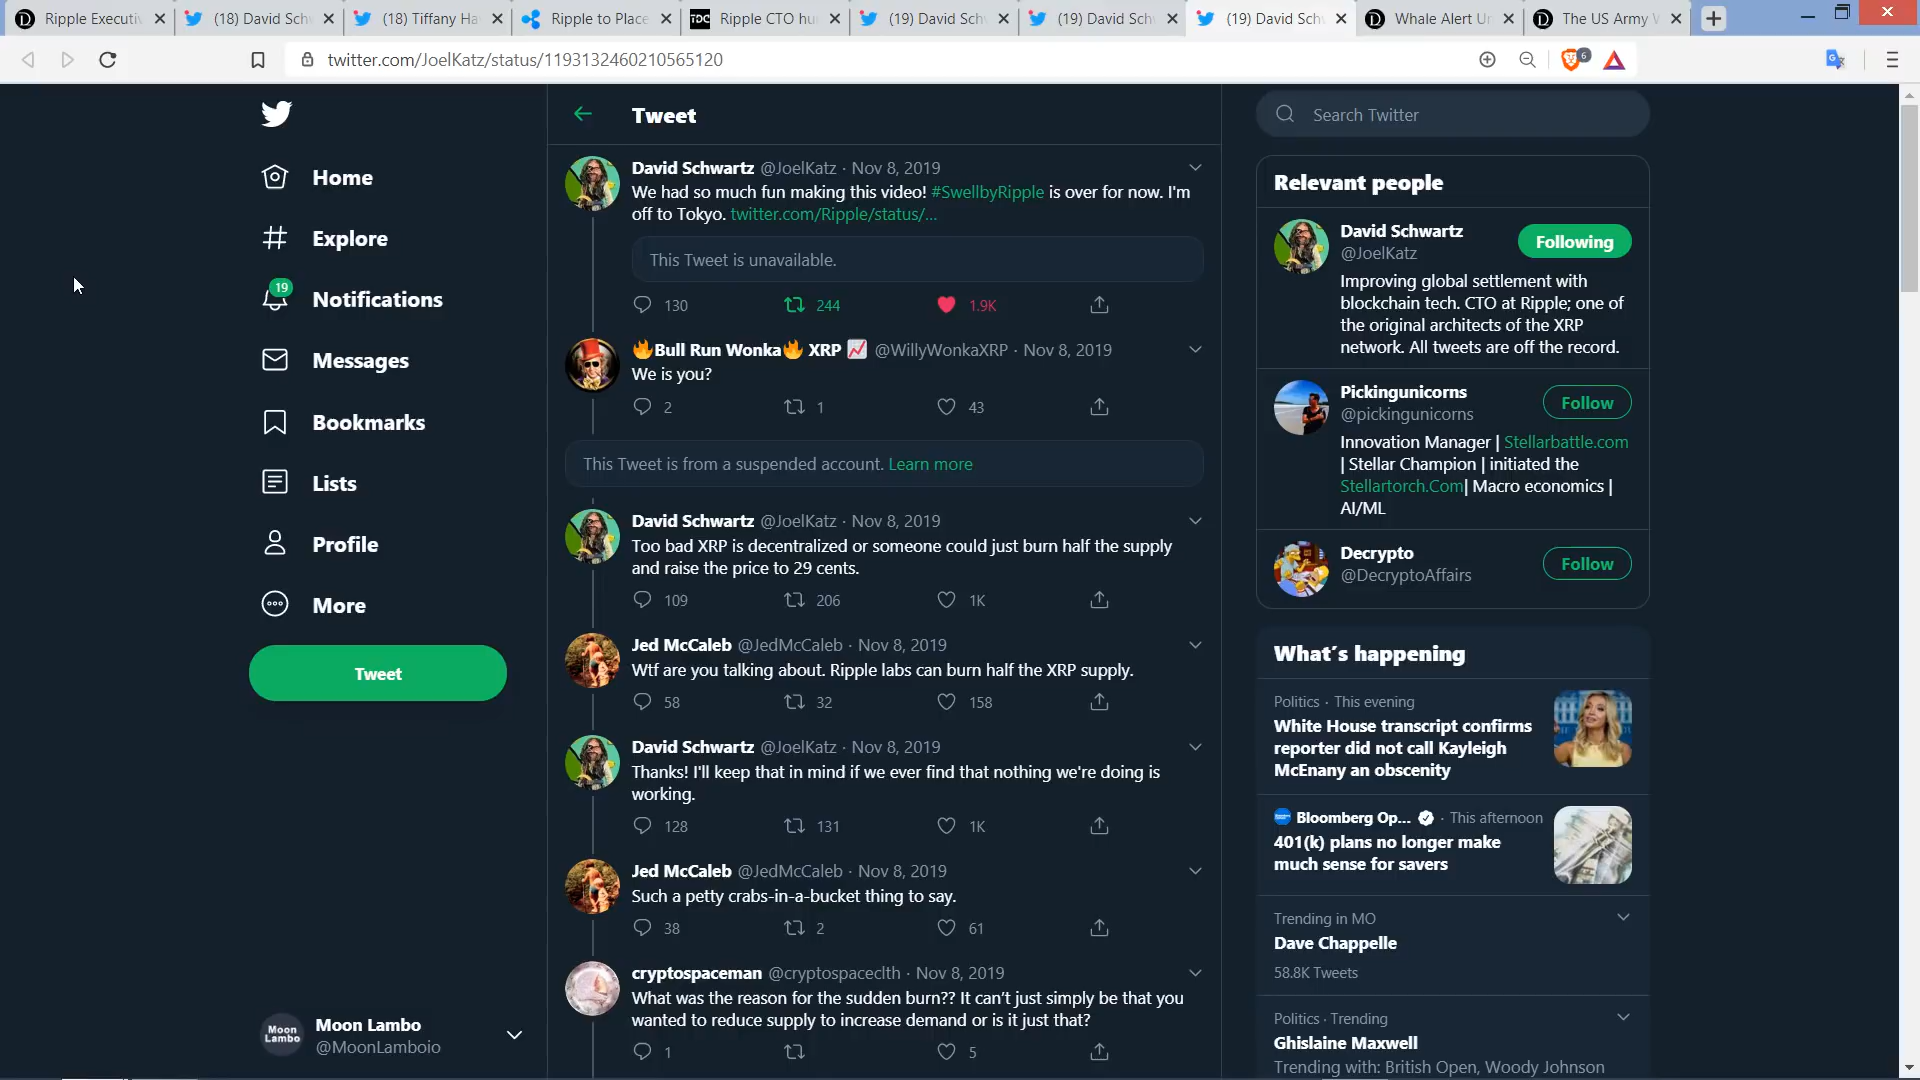 Ripple Executiv
(18) David Schw
(18) Tiffany Ha
Ripple to Place
Ripple CTO hu
(19) David Schw
(19) David Schw
(19) David Schw
Whale Alert Ur
The US Army W
twitter.com/JoelKatz/status/1193132460210565120
6
Home
Explore
19
Notifications
Messages
Bookmarks
Lists
Profile
More
Tweet
Moon Lambo
Moon Lambo
@MoonLamboio
Tweet
David Schwartz @JoelKatz · Nov 8, 2019
We had so much fun making this video! #SwellbyRipple is over for now. I'm
off to Tokyo. twitter.com/Ripple/status/...
This Tweet is unavailable.
130 244 1.9K
🔥Bull Run Wonka🔥 XRP 📈 @WillyWonkaXRP · Nov 8, 2019
We is you?
2 1 43
This Tweet is from a suspended account. Learn more
David Schwartz @JoelKatz · Nov 8, 2019
Too bad XRP is decentralized or someone could just burn half the supply
and raise the price to 29 cents.
109 206 1K
Jed McCaleb @JedMcCaleb · Nov 8, 2019
Wtf are you talking about. Ripple labs can burn half the XRP supply.
58 32 158
David Schwartz @JoelKatz · Nov 8, 2019
Thanks! I'll keep that in mind if we ever find that nothing we're doing is
working.
128 131 1K
Jed McCaleb @JedMcCaleb · Nov 8, 2019
Such a petty crabs-in-a-bucket thing to say.
38 2 61
cryptospaceman @cryptospaceclth · Nov 8, 2019
What was the reason for the sudden burn?? It can't just simply be that you
wanted to reduce supply to increase demand or is it just that?
1 5
Search Twitter
Relevant people
David Schwartz
@JoelKatz
Following
Improving global settlement with
blockchain tech. CTO at Ripple; one of
the original architects of the XRP
network. All tweets are off the record.
Pickingunicorns
@pickingunicorns
Follow
Innovation Manager | Stellarbattle.com
| Stellar Champion | initiated the
Stellartorch.Com| Macro economics |
AI/ML
Decrypto
@DecryptoAffairs
Follow
What's happening
Politics · This evening
White House transcript confirms
reporter did not call Kayleigh
McEnany an obscenity
Bloomberg Op... · This afternoon
401(k) plans no longer make
much sense for savers
Trending in MO
Dave Chappelle
58.8K Tweets
Politics · Trending
Ghislaine Maxwell
Trending with: British Open, Woody Johnson